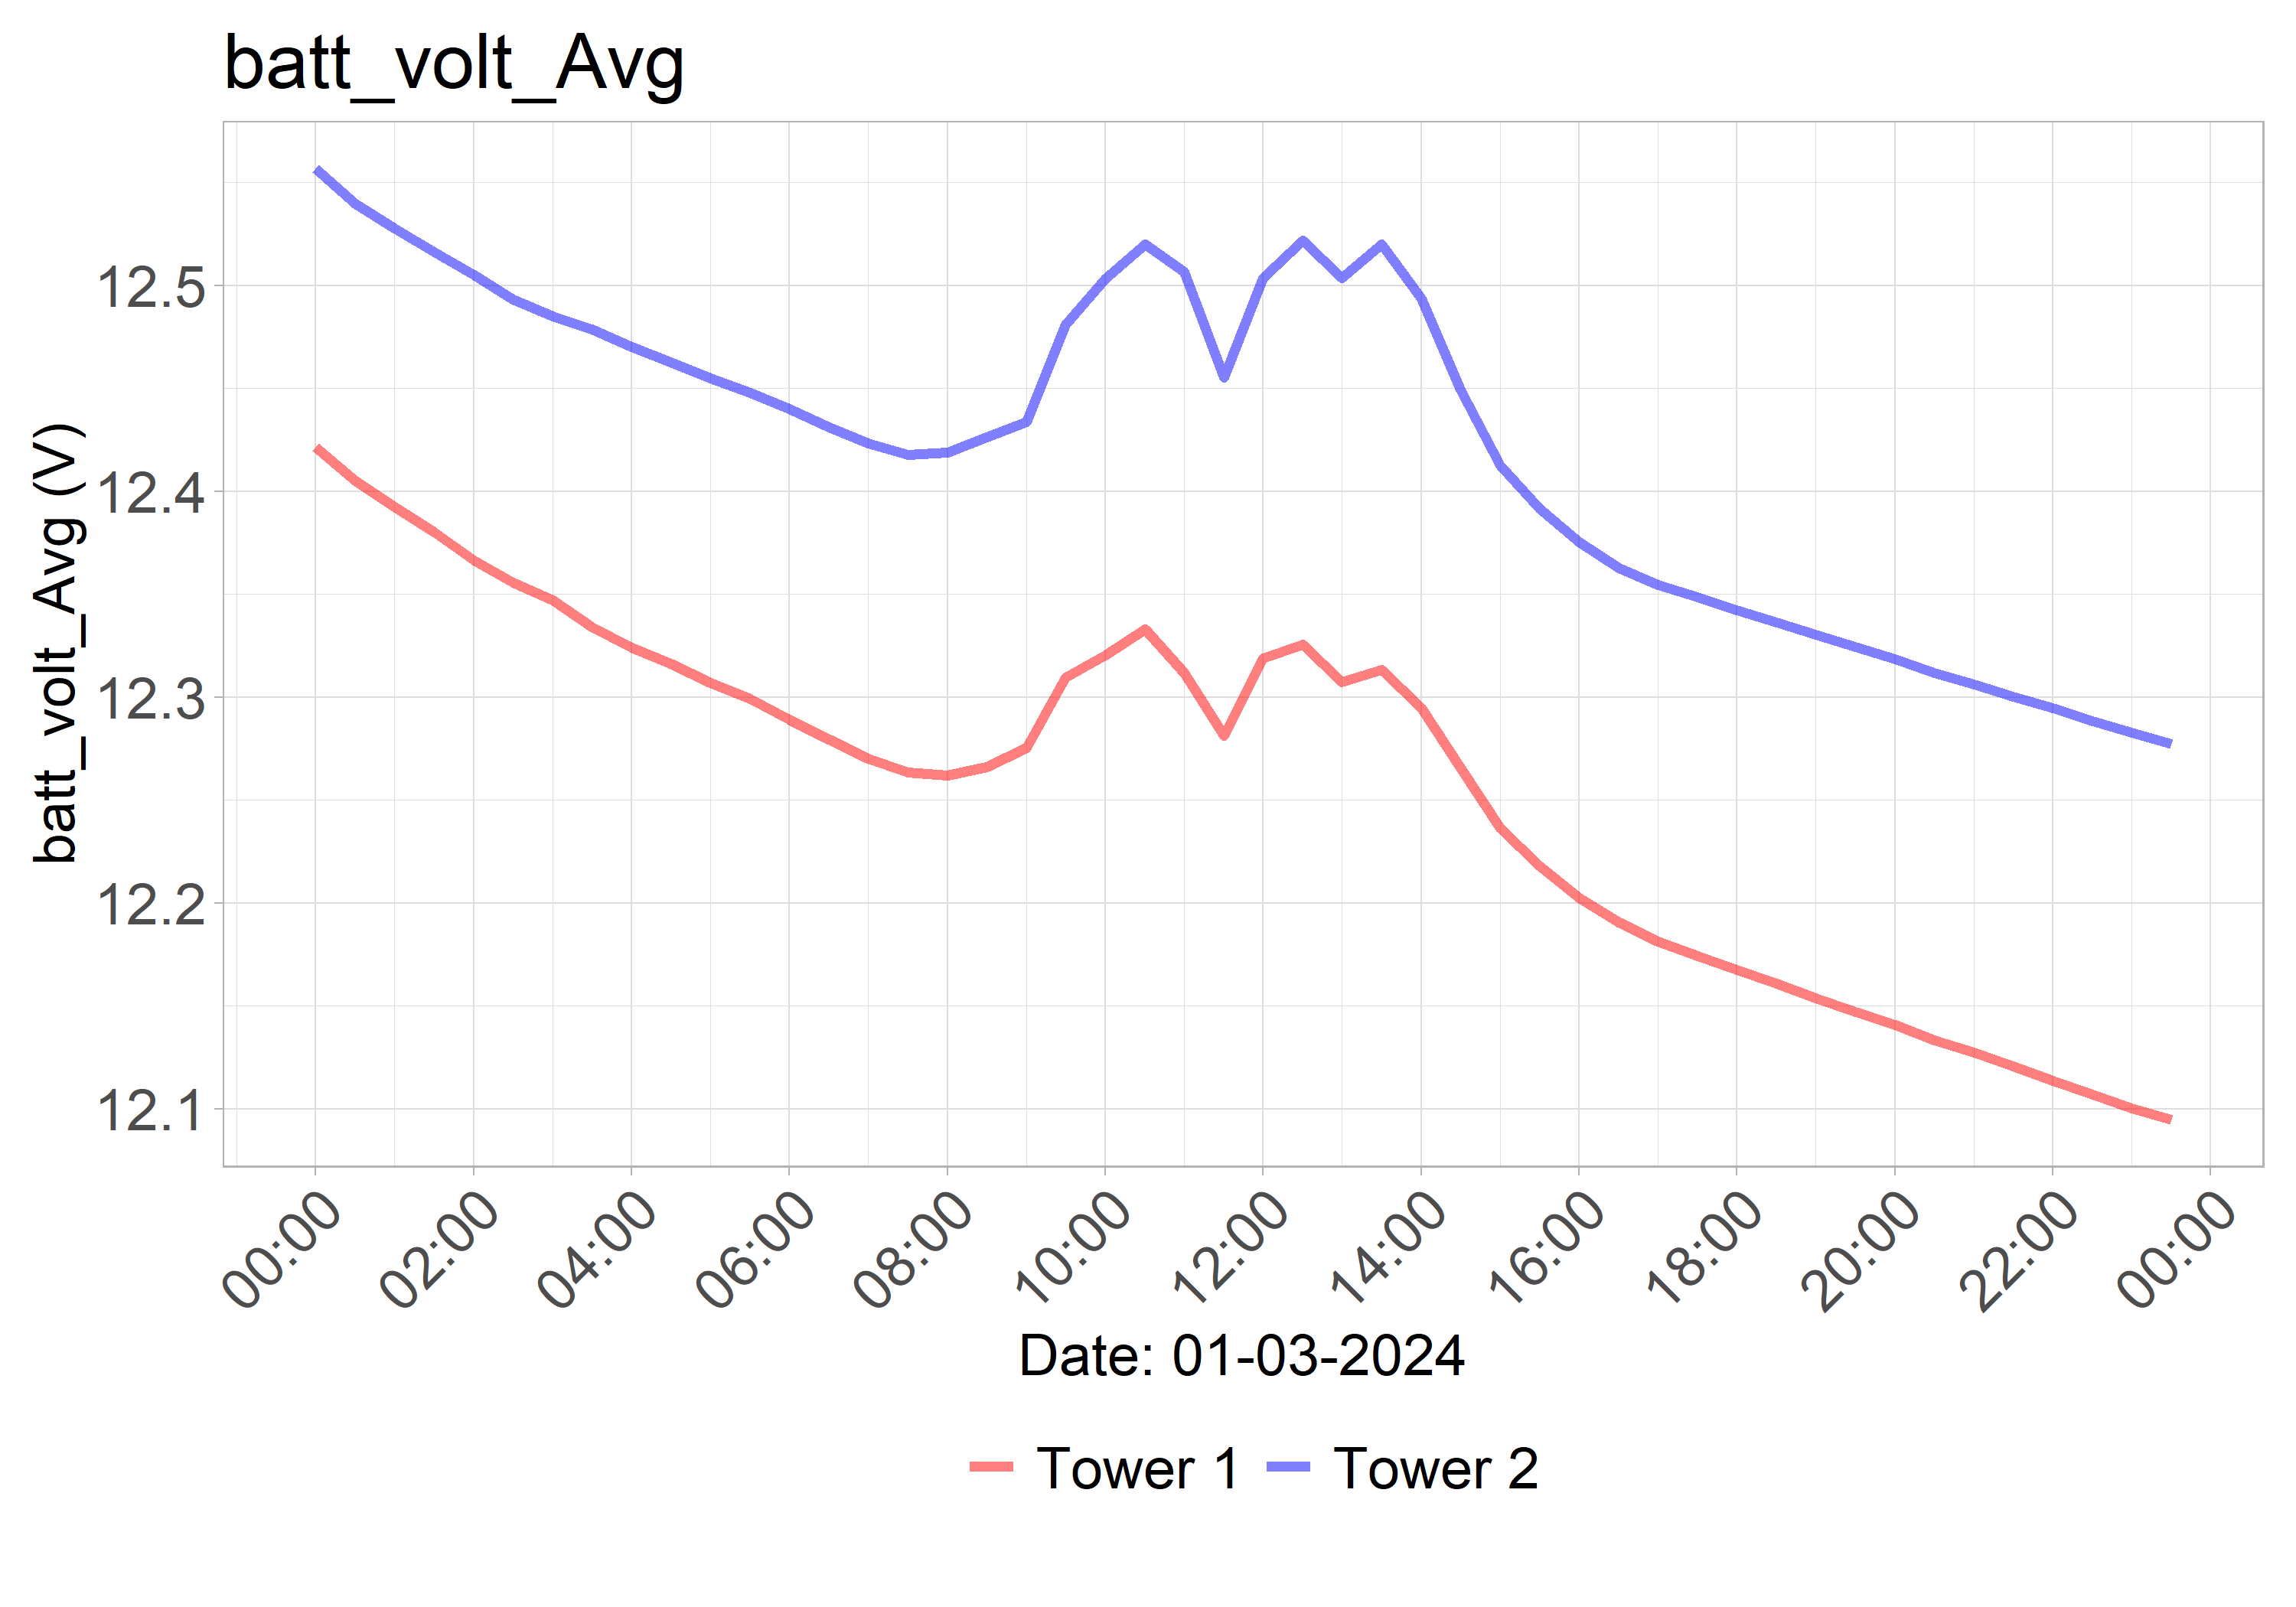 batt_volt_Avg
batt_volt_Avg (V)
12.5
12.4
12.3
12.2
12.1
00:00 02:00 04:00 06:00 08:00 10:00 12:00 14:00 16:00 18:00 20:00 22:00 00:00
Date: 01-03-2024
Tower 1 Tower 2